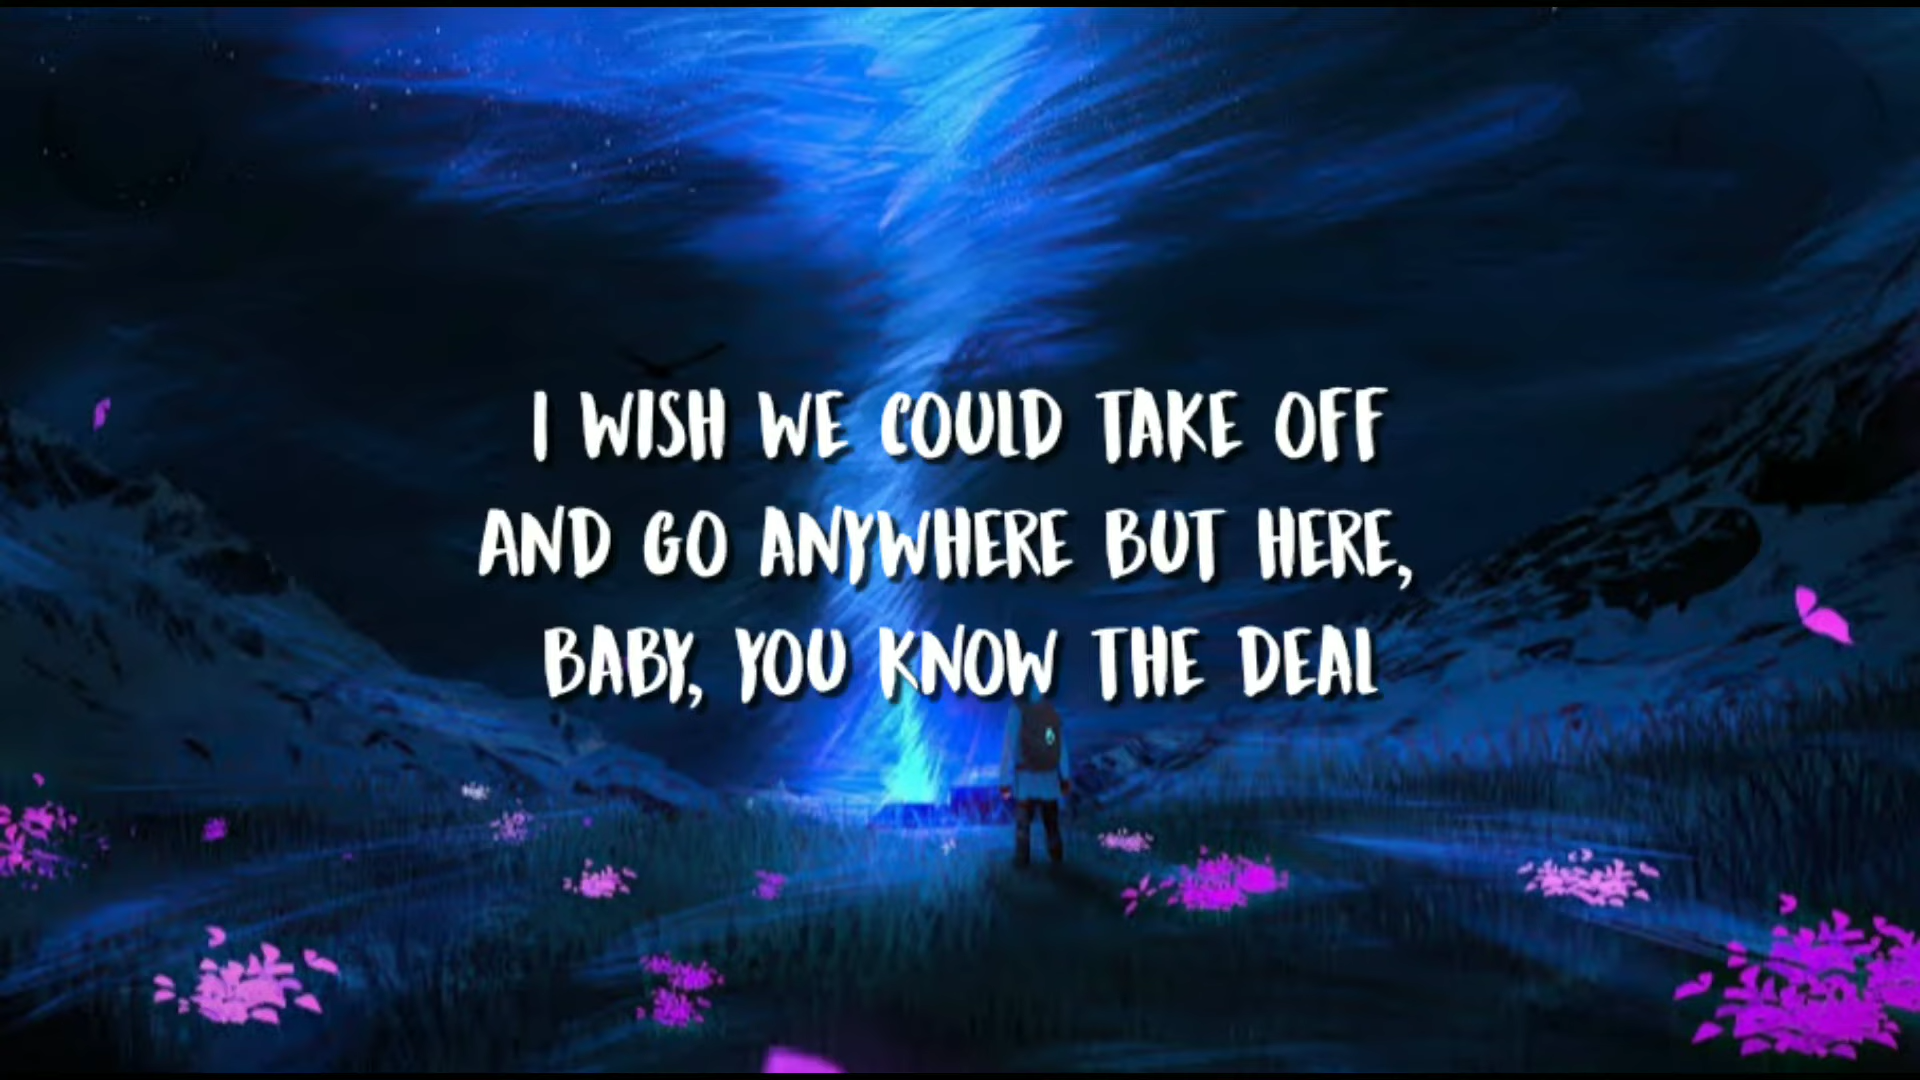 I WISH WE COULD TAKE OFF
AND GO ANYWHERE BUT HERE,
BABY, YOU KNOW THE DEAL